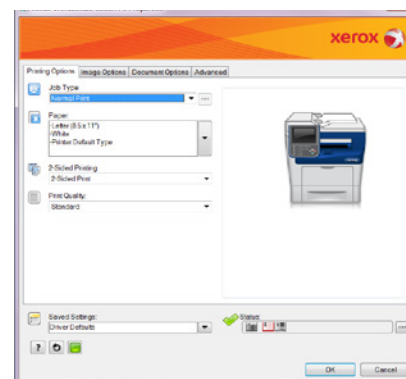 xerox
Printing Options Image Options Document Options Advanced
Job Type
Normal Print
Paper:
-Letter (8.5 x 11")
-White
-Printer Default Type
2-Sided Printing
2-Sided Print
Print Quality:
Standard
Saved Settings:
Driver Defaults
Status:
OK Cancel